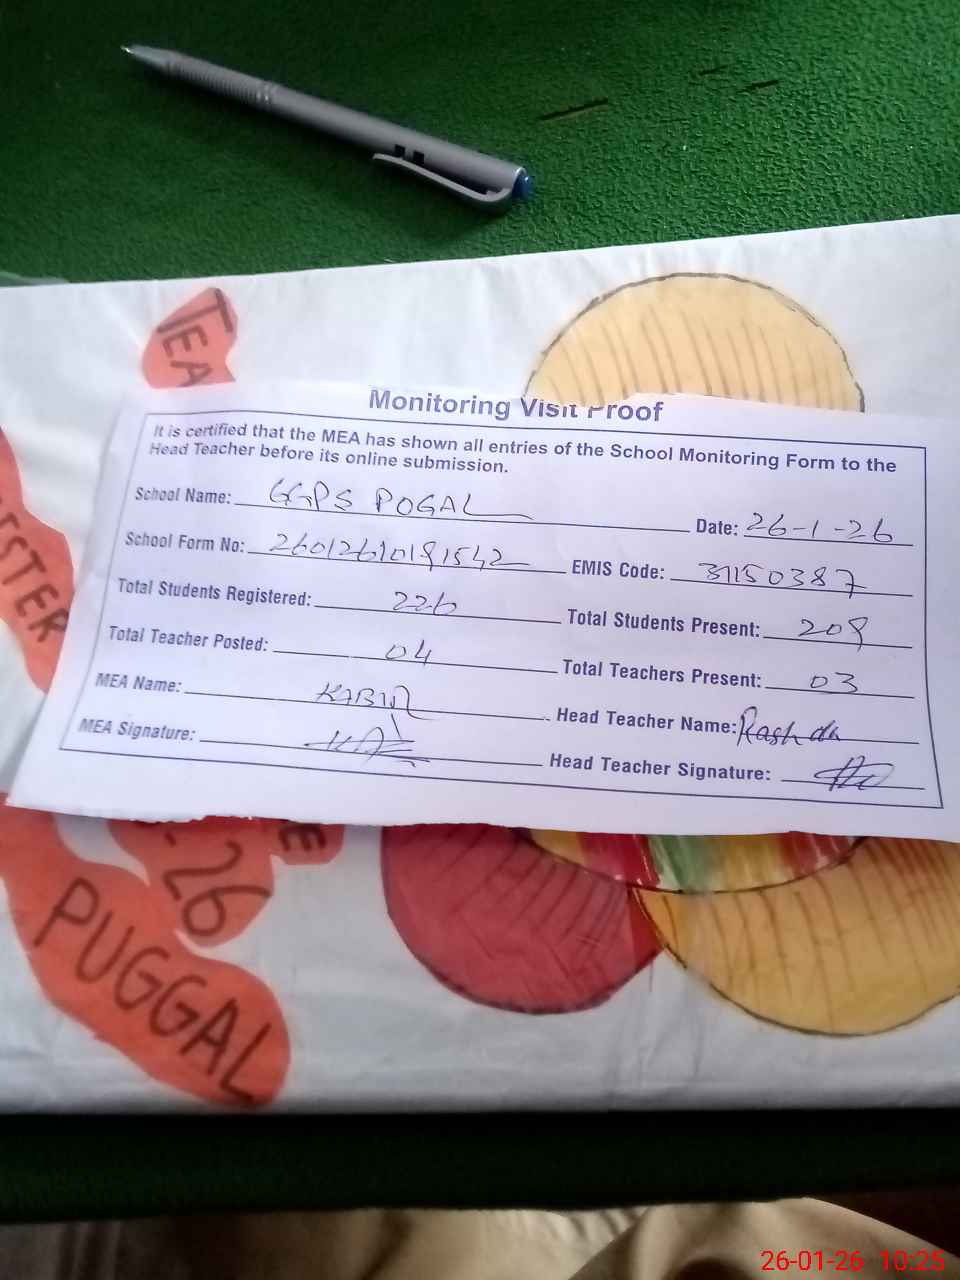 TEA
Monitoring Visit Proof
It is certified that the MEA has shown all entries of the School Monitoring Form to the
Head Teacher before its online submission.
School Name: GGPS POGAL Date: 26-1-26
School Form No: EMIS Code: 31150387
Total Students Registered: 226 Total Students Present: 209
Total Teacher Posted: 04 Total Teachers Present: 03
MEA Name: KABIR Head Teacher Name: Rashda
MEA Signature: Head Teacher Signature:
STER
-26
E
PUGGAL
26-01-26 10:25